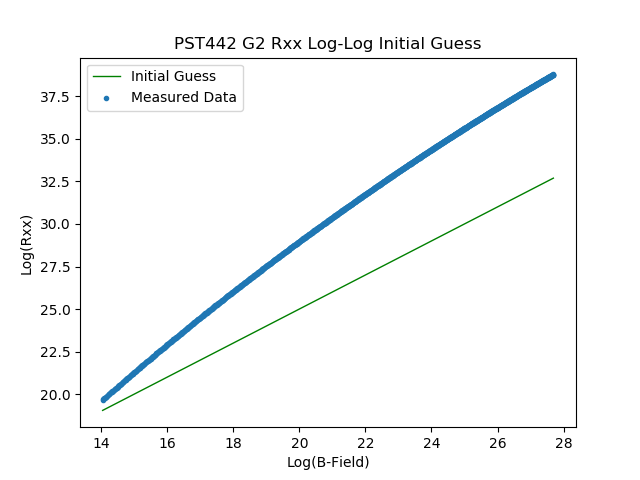 PST442 G2 Rxx Log-Log Initial Guess
Initial Guess
Measured Data
Log(Rxx)
37.5
35.0
32.5
30.0
27.5
25.0
22.5
20.0
14 16 18 20 22 24 26 28
Log(B-Field)